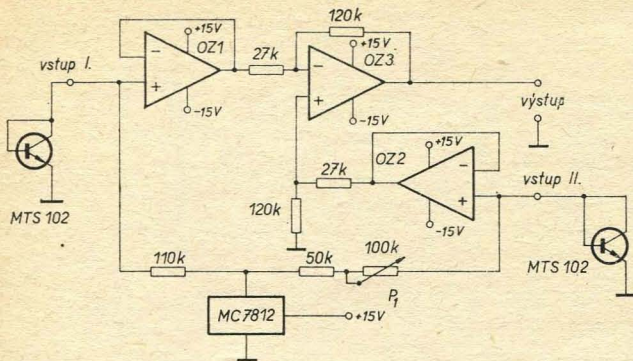 +15V
OZ1
vstup I.
-15V
MTS 102
27k
120k
+15V
OZ3
-15V
výstup
27k
OZ2
+15V
-15V
vstup II.
120k
MTS 102
110k
50k
100k
P1
MC7812
+15V